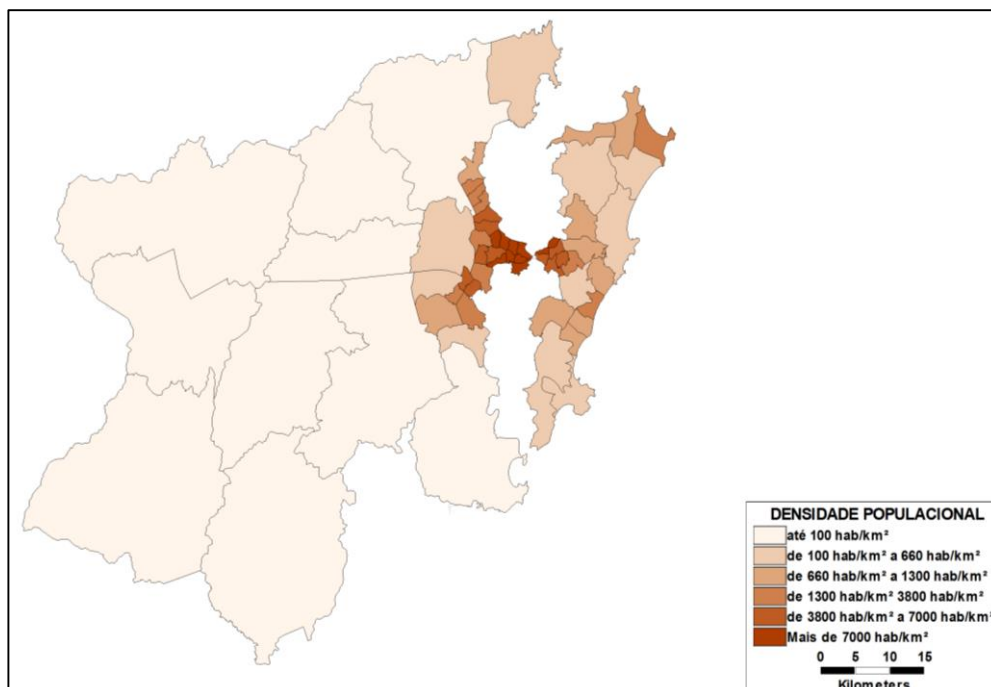 DENSIDADE POPULACIONAL
até 100 hab/km²
de 100 hab/km² a 660 hab/km²
de 660 hab/km² a 1300 hab/km²
de 1300 hab/km² 3800 hab/km²
de 3800 hab/km² a 7000 hab/km²
Mais de 7000 hab/km²
0 5 10 15
Kilometers